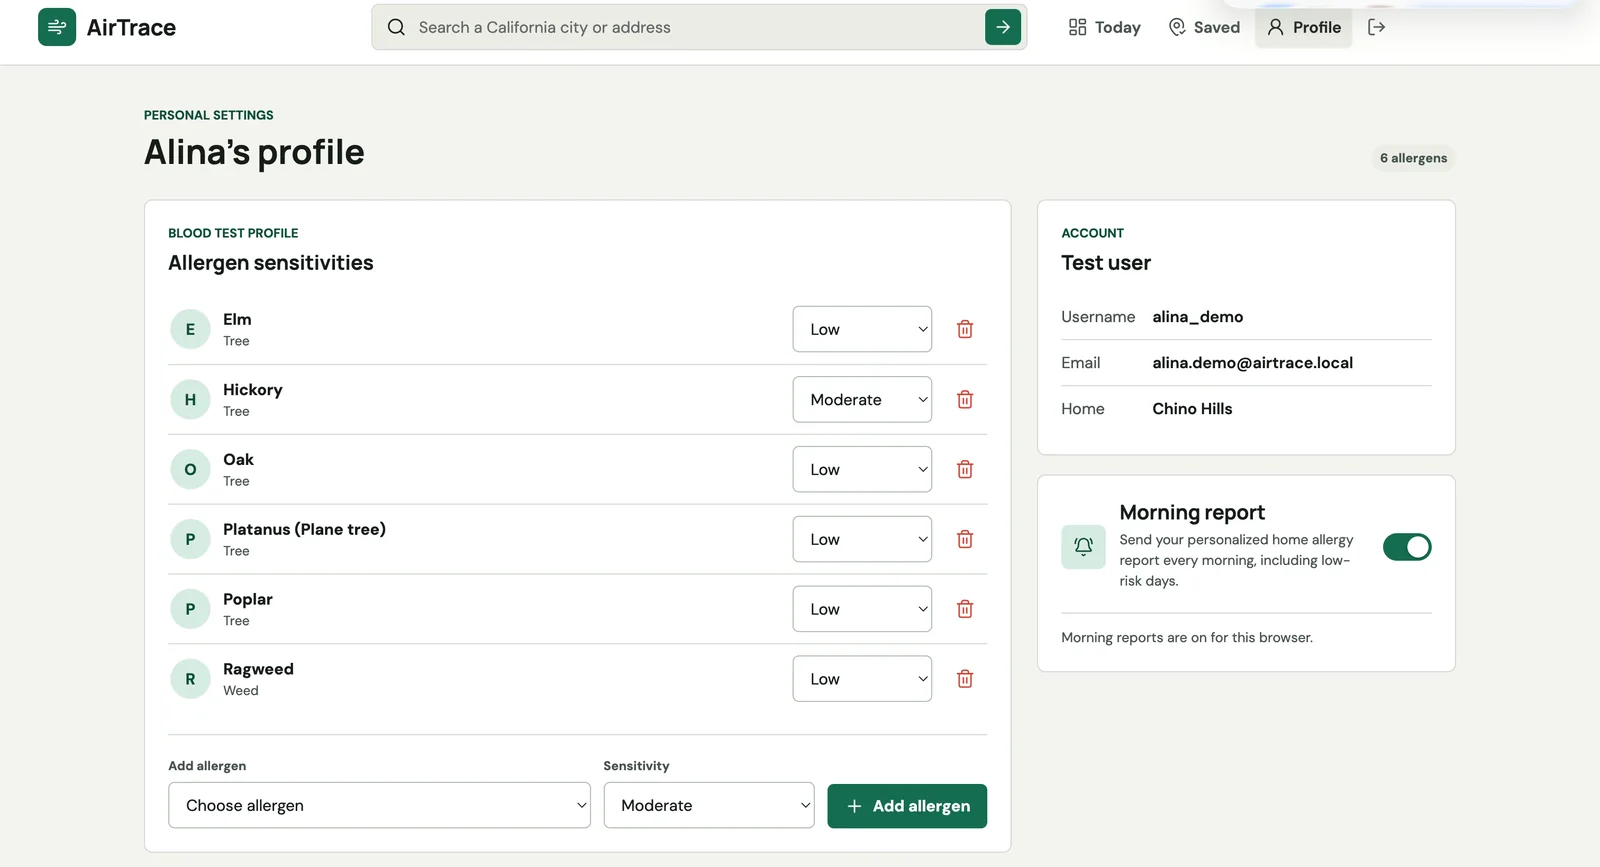 AirTrace
Search a California city or address
Today
Saved
Profile
PERSONAL SETTINGS
Alina's profile
6 allergens
BLOOD TEST PROFILE
Allergen sensitivities
E
Elm
Tree
Low
H
Hickory
Tree
Moderate
O
Oak
Tree
Low
P
Platanus (Plane tree)
Tree
Low
P
Poplar
Tree
Low
R
Ragweed
Weed
Low
Add allergen
Choose allergen
Sensitivity
Moderate
Add allergen
ACCOUNT
Test user
Username alina_demo
Email alina.demo@airtrace.local
Home Chino Hills
Morning report
Send your personalized home allergy
report every morning, including low-
risk days.
Morning reports are on for this browser.